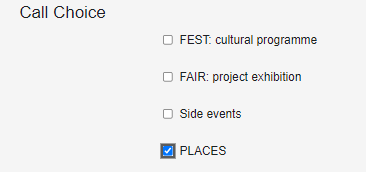 Call Choice
FEST: cultural programme
FAIR: project exhibition
Side events
PLACES